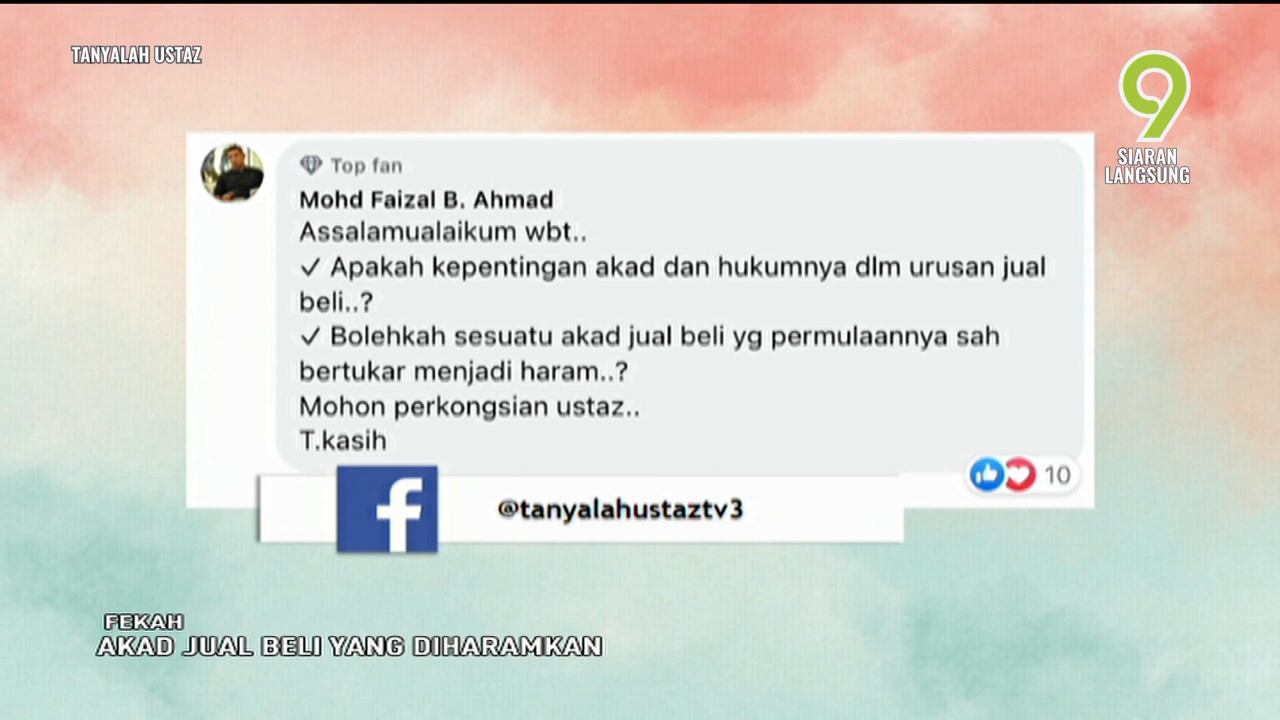 TANYALAH USTAZ
9
SIARAN
LANGSUNG
Top fan
Mohd Faizal B. Ahmad
Assalamualaikum wbt..
✓ Apakah kepentingan akad dan hukumnya dlm urusan jual
beli..?
✓ Bolehkah sesuatu akad jual beli yg permulaannya sah
bertukar menjadi haram..?
Mohon perkongsian ustaz..
T.kasih
10
f
@tanyalahustaztv3
FEKAH
AKAD JUAL BELI YANG DIHARAMKAN